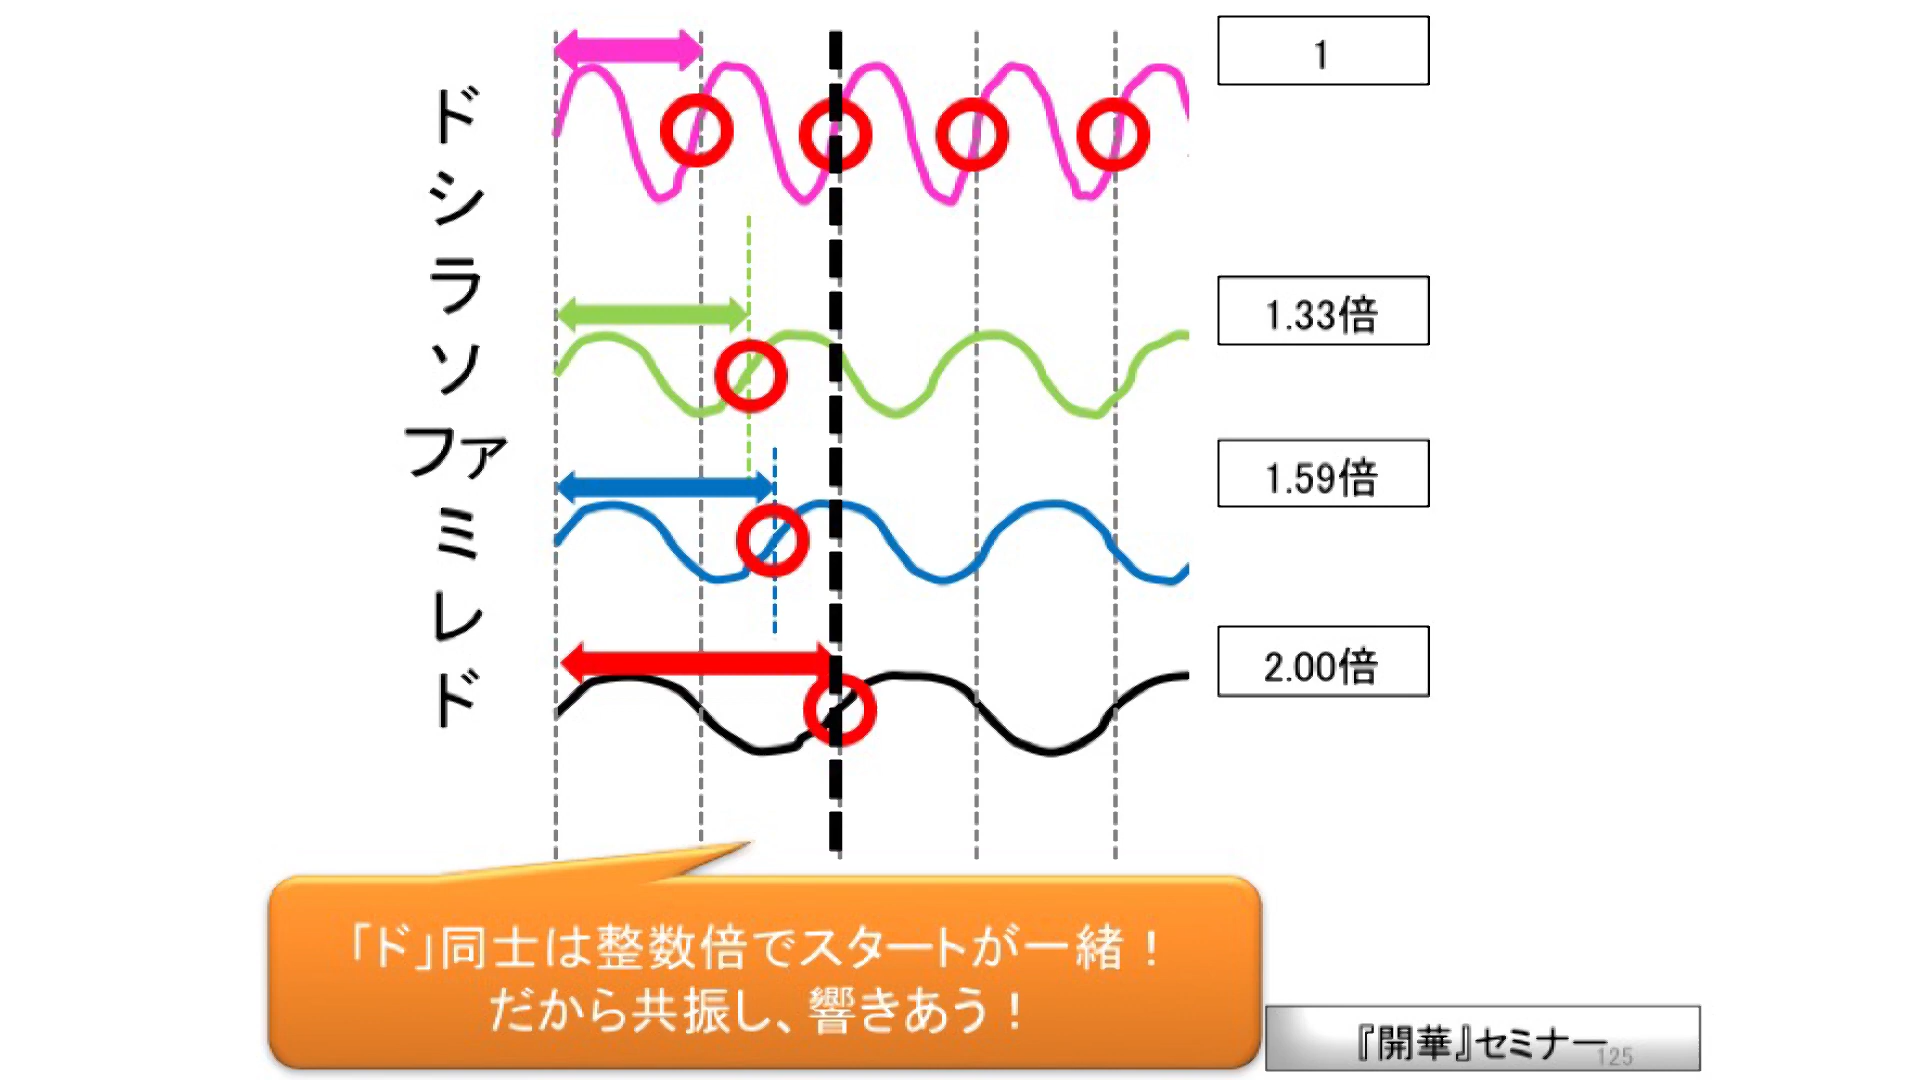 ド
シ
ラ
ソ
ファ
ミ
レ
ド
1
1.33倍
1.59倍
2.00倍
「ド」同士は整数倍でスタートが一緒！
だから共振し、響きあう！
『開華』セミナー
125